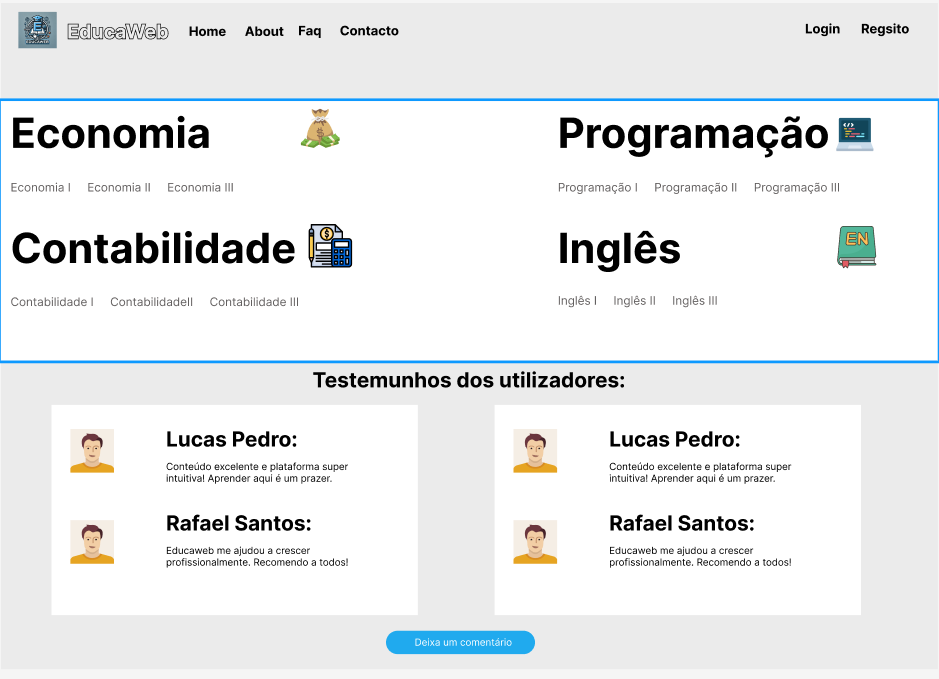 EducaWeb Home About Faq Contacto Login Regsito
Economia
Programação
Economia I Economia II Economia III
Programação I Programação II Programação III
Contabilidade
Inglês
EN
Contabilidade I ContabilidadeII Contabilidade III
Inglês I Inglês II Inglês III
Testemunhos dos utilizadores:
Lucas Pedro:
Conteúdo excelente e plataforma super
intuitiva! Aprender aqui é um prazer.
Rafael Santos:
Educaweb me ajudou a crescer
profissionalmente. Recomendo a todos!
Lucas Pedro:
Conteúdo excelente e plataforma super
intuitiva! Aprender aqui é um prazer.
Rafael Santos:
Educaweb me ajudou a crescer
profissionalmente. Recomendo a todos!
Deixa um comentário